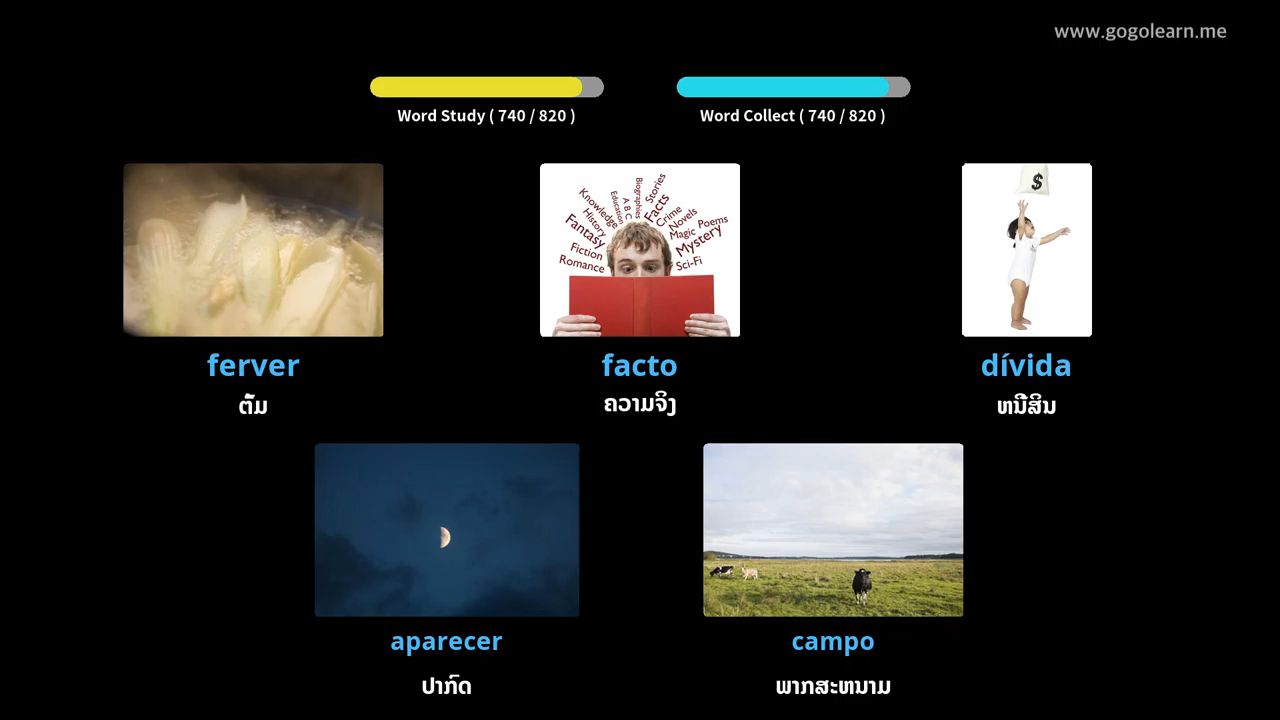 www.gogolearn.me
Word Study ( 740 / 820 )
Word Collect ( 740 / 820 )
Knowledge
Education
Biographies
Stories
A B C
Facts
History
Crime
Novels
Fantasy
Magic
Poems
Mystery
Fiction
Romance
Sci-Fi
$
ferver
facto
dívida
ຕົ້ມ
ຄວາມຈິງ
ຫນີ້ສິນ
aparecer
campo
ປາກົດ
ພາກສະຫນາມ